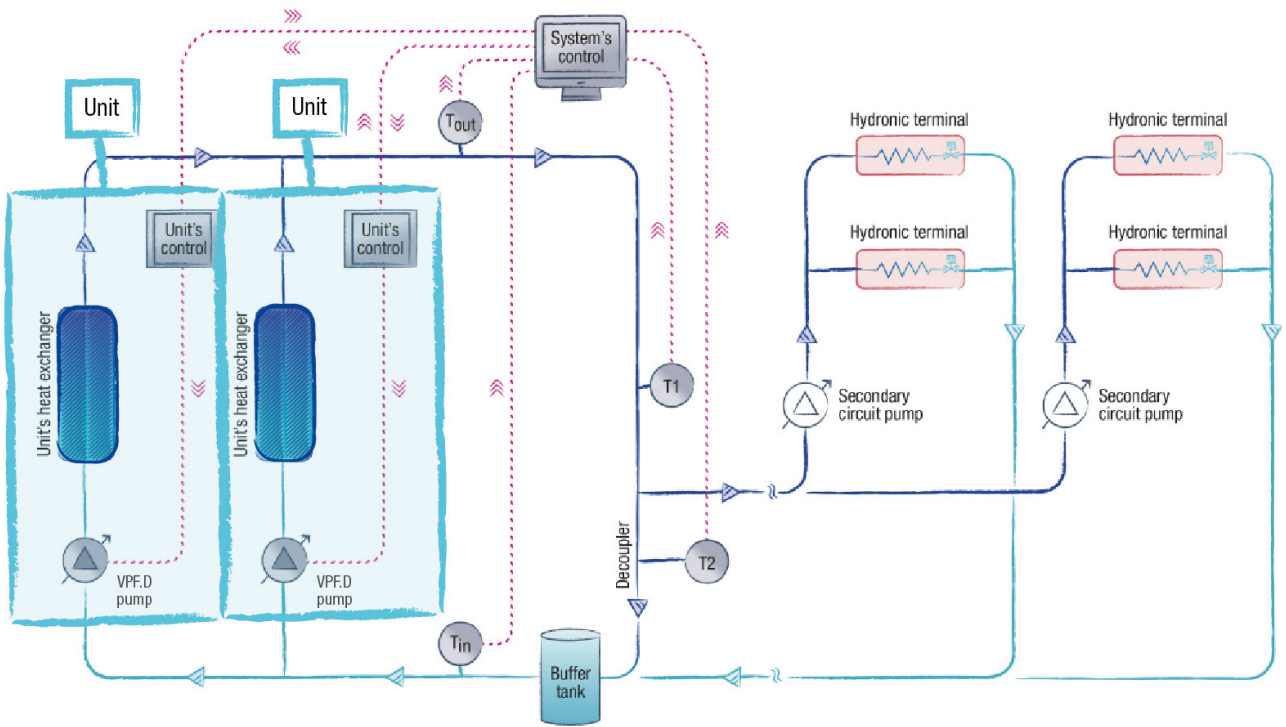 System's
control
Unit
Unit
Tout
Hydronic terminal
Hydronic terminal
Unit's
control
Unit's
control
Hydronic terminal
Hydronic terminal
Unit's heat exchanger
Unit's heat exchanger
T1
Secondary
circuit pump
Secondary
circuit pump
Decoupler
T2
VPF.D
pump
VPF.D
pump
Tin
Buffer
tank